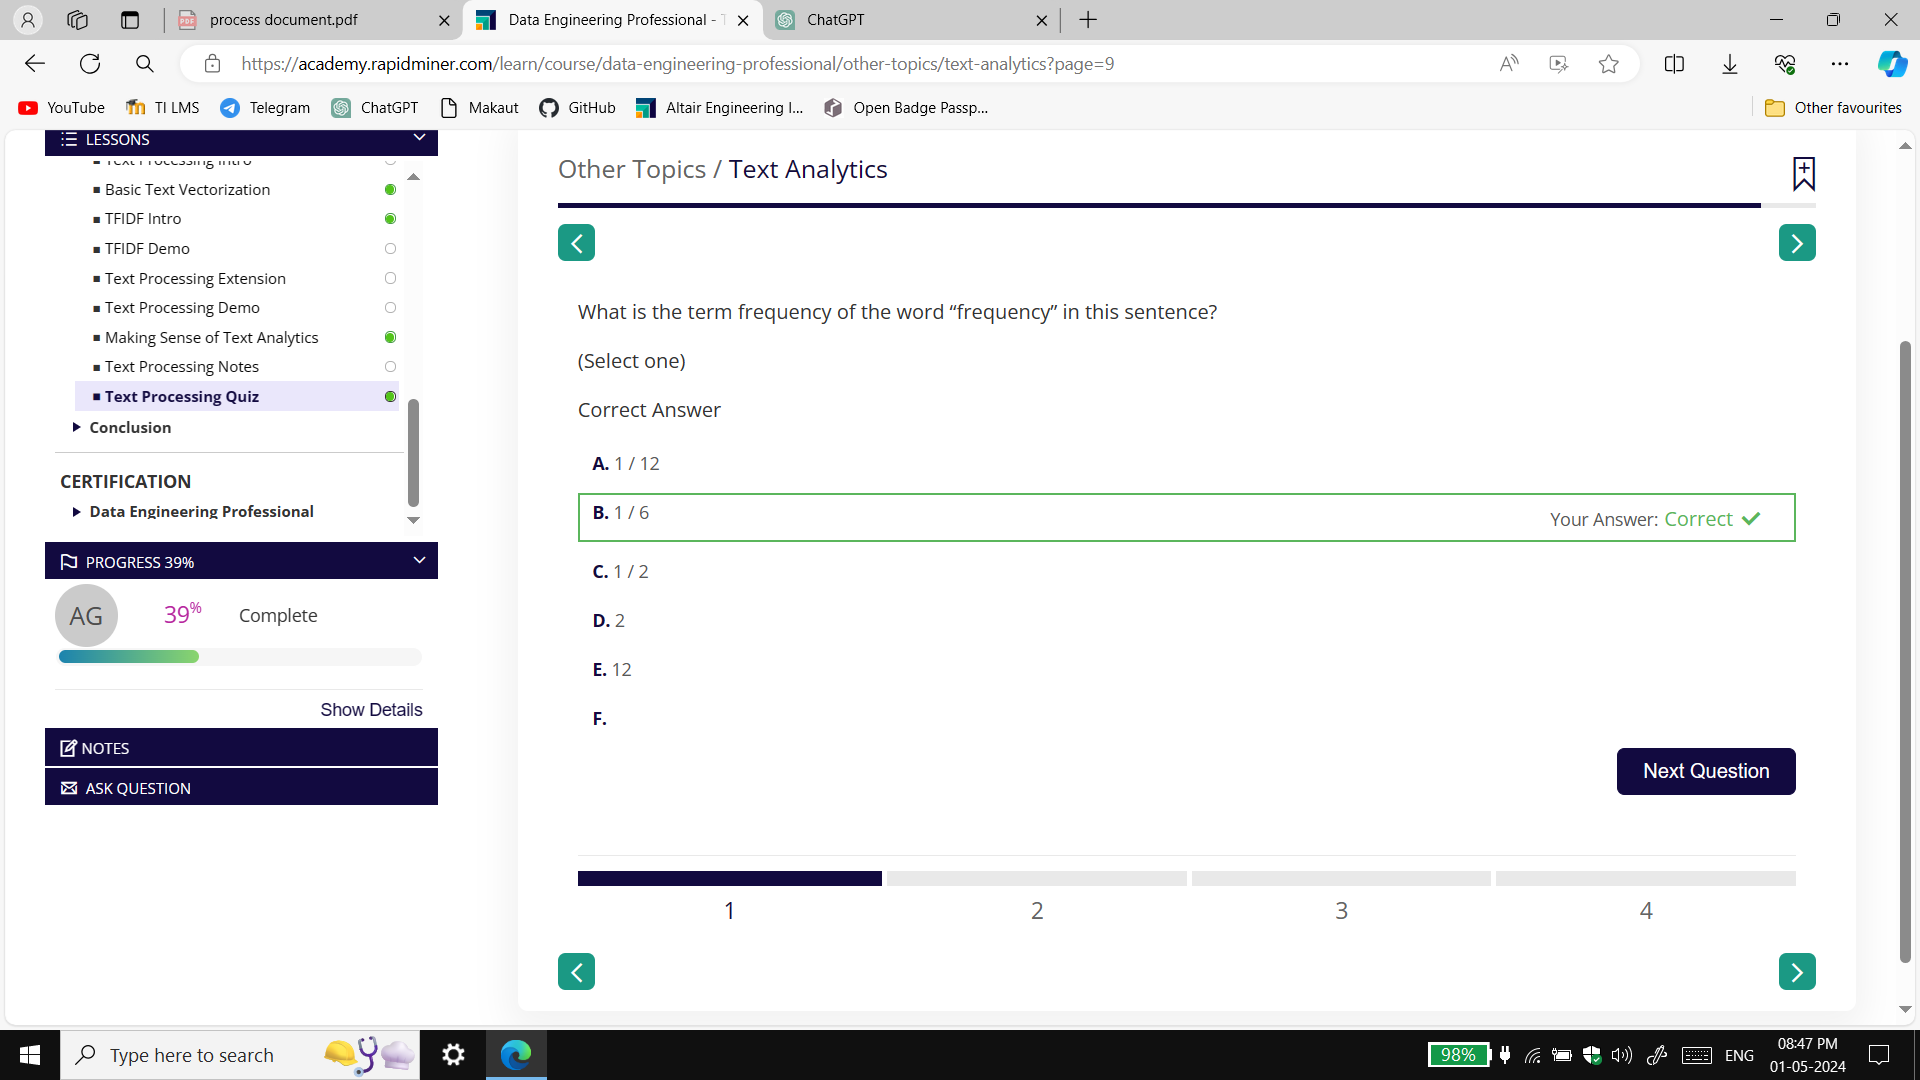 process document.pdf
Data Engineering Professional -
ChatGPT
https://academy.rapidminer.com/learn/course/data-engineering-professional/other-topics/text-analytics?page=9
YouTube
TI LMS
Telegram
ChatGPT
Makaut
GitHub
Altair Engineering I...
Open Badge Passp...
Other favourites
LESSONS
Text Processing Intro
Basic Text Vectorization
TFIDF Intro
TFIDF Demo
Text Processing Extension
Text Processing Demo
Making Sense of Text Analytics
Text Processing Notes
Text Processing Quiz
Conclusion
CERTIFICATION
Data Engineering Professional
PROGRESS 39%
AG
39% Complete
Show Details
NOTES
ASK QUESTION
Other Topics / Text Analytics
What is the term frequency of the word “frequency” in this sentence?
(Select one)
Correct Answer
A. 1 / 12
B. 1 / 6
Your Answer: Correct
C. 1 / 2
D. 2
E. 12
F.
Next Question
1 2 3 4
Type here to search
98%
ENG
08:47 PM
01-05-2024